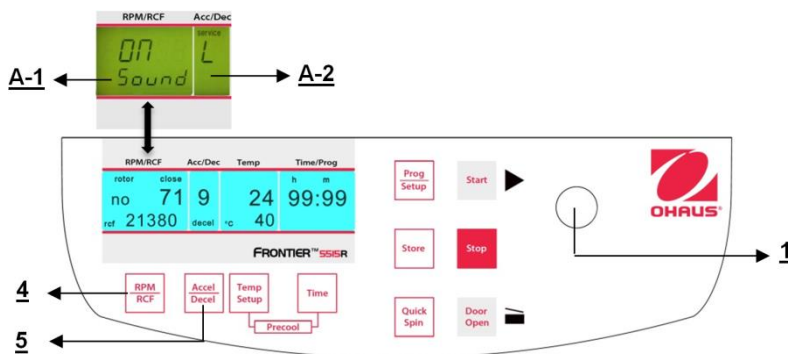 RPM/RCF Acc/Dec
service
ON L
Sound
A-1 A-2
RPM/RCF Acc/Dec Temp Time/Prog
rotor close h m
no 71 9 24 99:99
rcf 21380 decel °C 40
FRONTIER™ 5515R
Prog
Setup
Start
OHAUS®
Store
Stop
1
4
RPM
RCF
Accel
Decel
Temp
Setup
Time
Precool
Quick
Spin
Door
Open
5